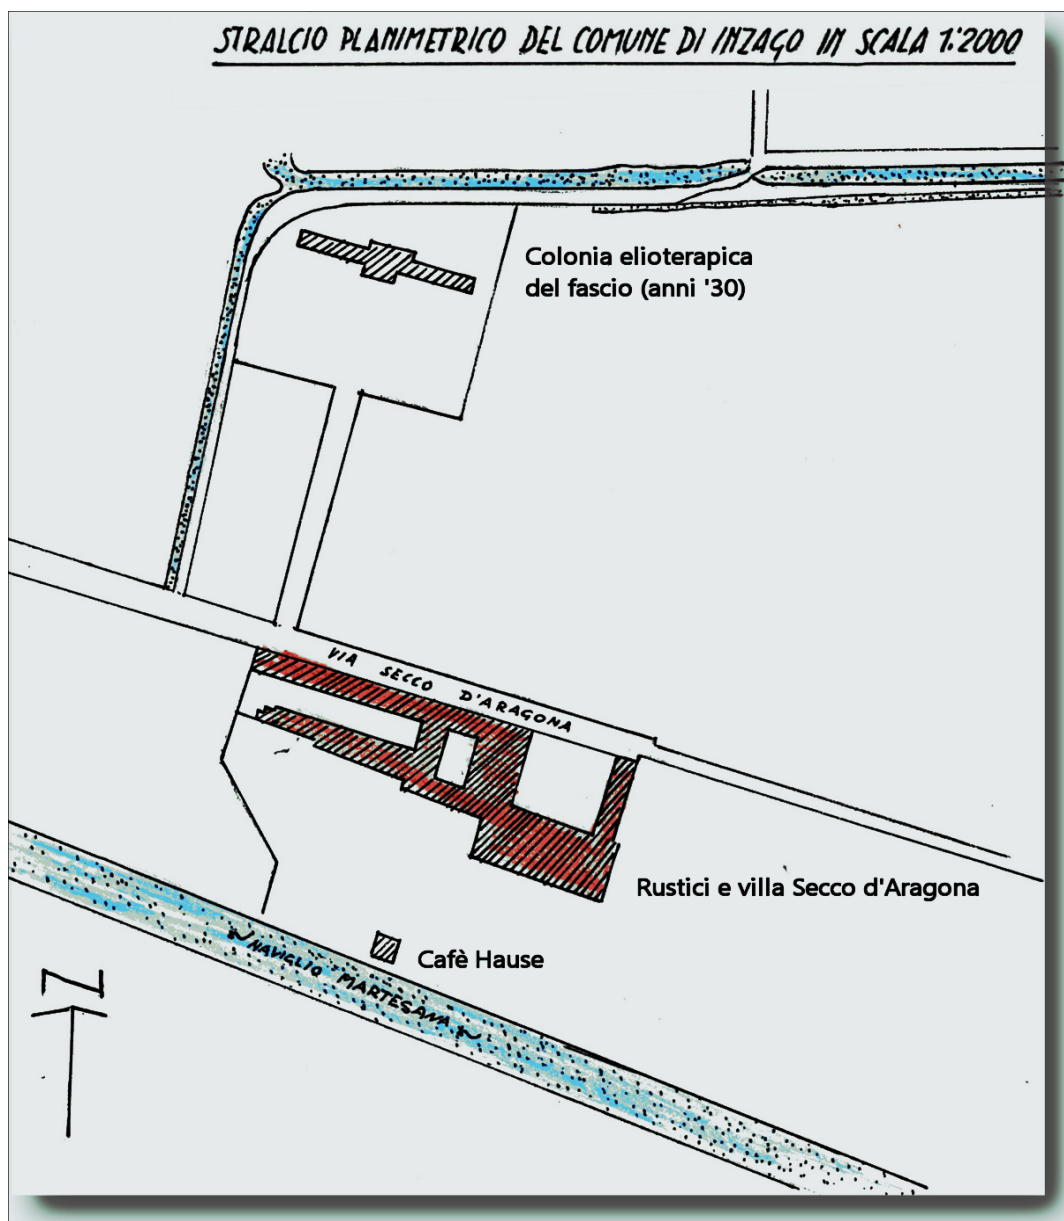 STRALCIO PLANIMETRICO DEL COMUNE DI INZAGO IN SCALA 1:2000
Colonia elioterapica
del fascio (anni '30)
VIA SECCO D'ARAGONA
Rustici e villa Secco d'Aragona
Cafè Hause
NAVIGLIO MARTESANA
N